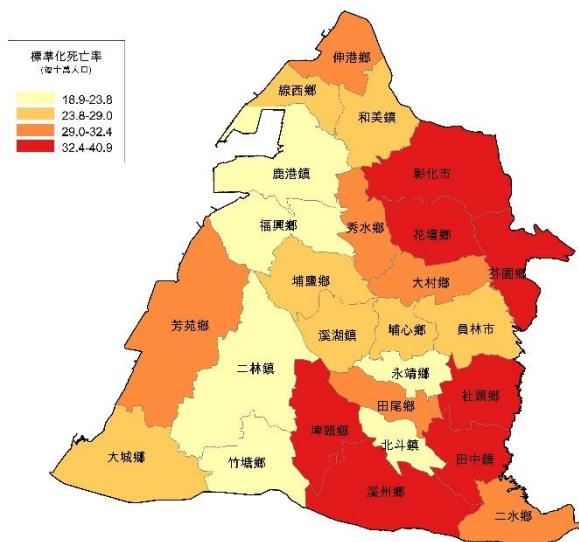 標準化死亡率
(每十萬人口)
18.9-23.8
23.8-29.0
29.0-32.4
32.4-40.9
伸港鄉
線西鄉
和美鎮
彰化市
鹿港鎮
福興鄉
秀水鄉
花壇鄉
芬園鄉
埔鹽鄉
大村鄉
芳苑鄉
溪湖鎮
埔心鄉
員林市
二林鎮
永靖鄉
社頭鄉
田尾鄉
埤頭鄉
北斗鎮
大城鄉
竹塘鄉
田中鎮
溪州鄉
二水鄉